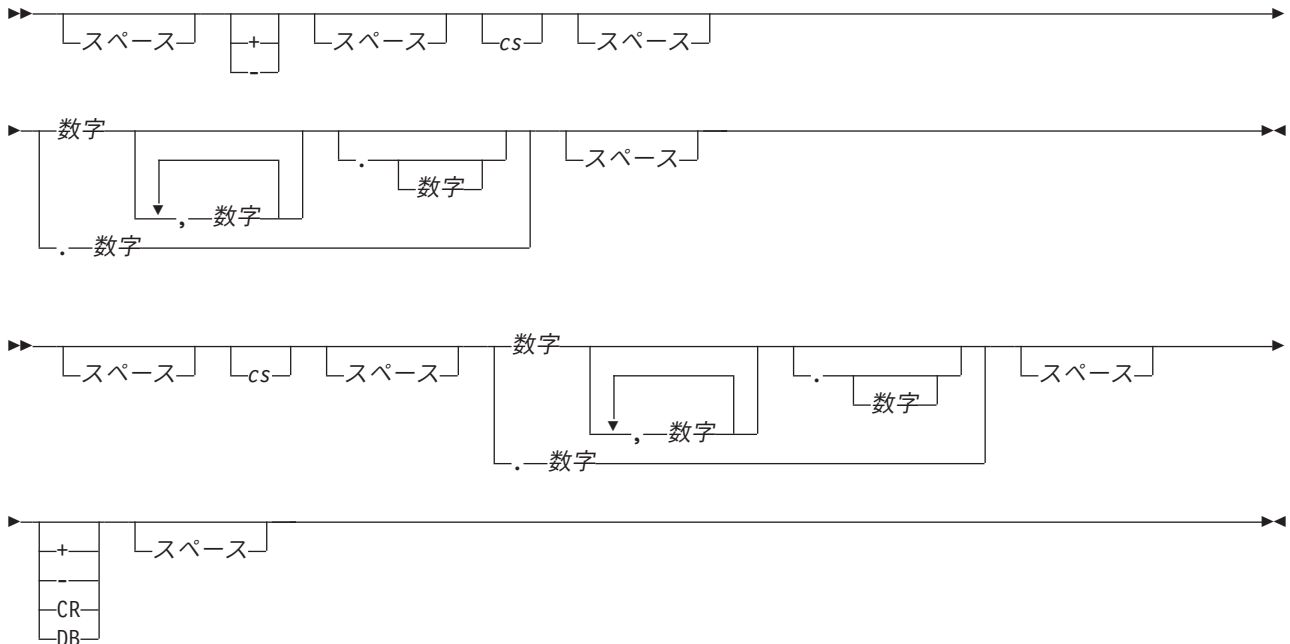 スペース + スペース cs スペース
-
数字 . スペース
数字
, 数字
. 数字
スペース cs スペース 数字 . スペース
数字
, 数字
. 数字
+ スペース
-
CR
DB